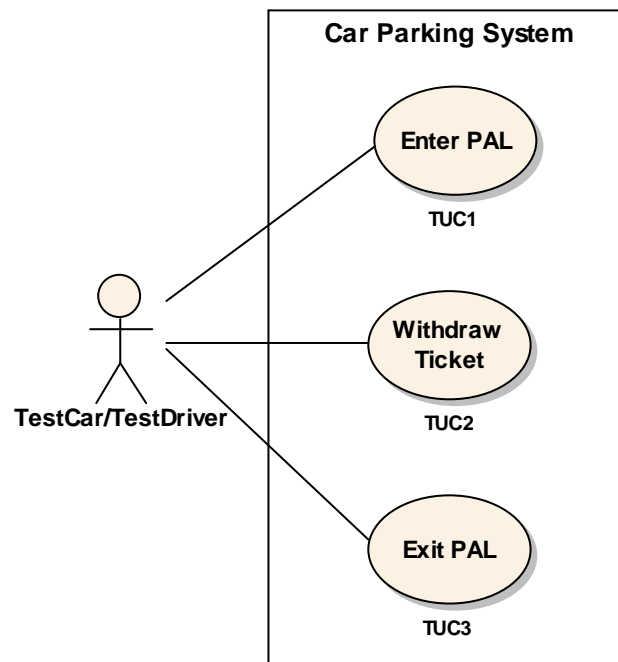 Car Parking System
Enter PAL
TUC1
Withdraw
Ticket
TUC2
TestCar/TestDriver
Exit PAL
TUC3